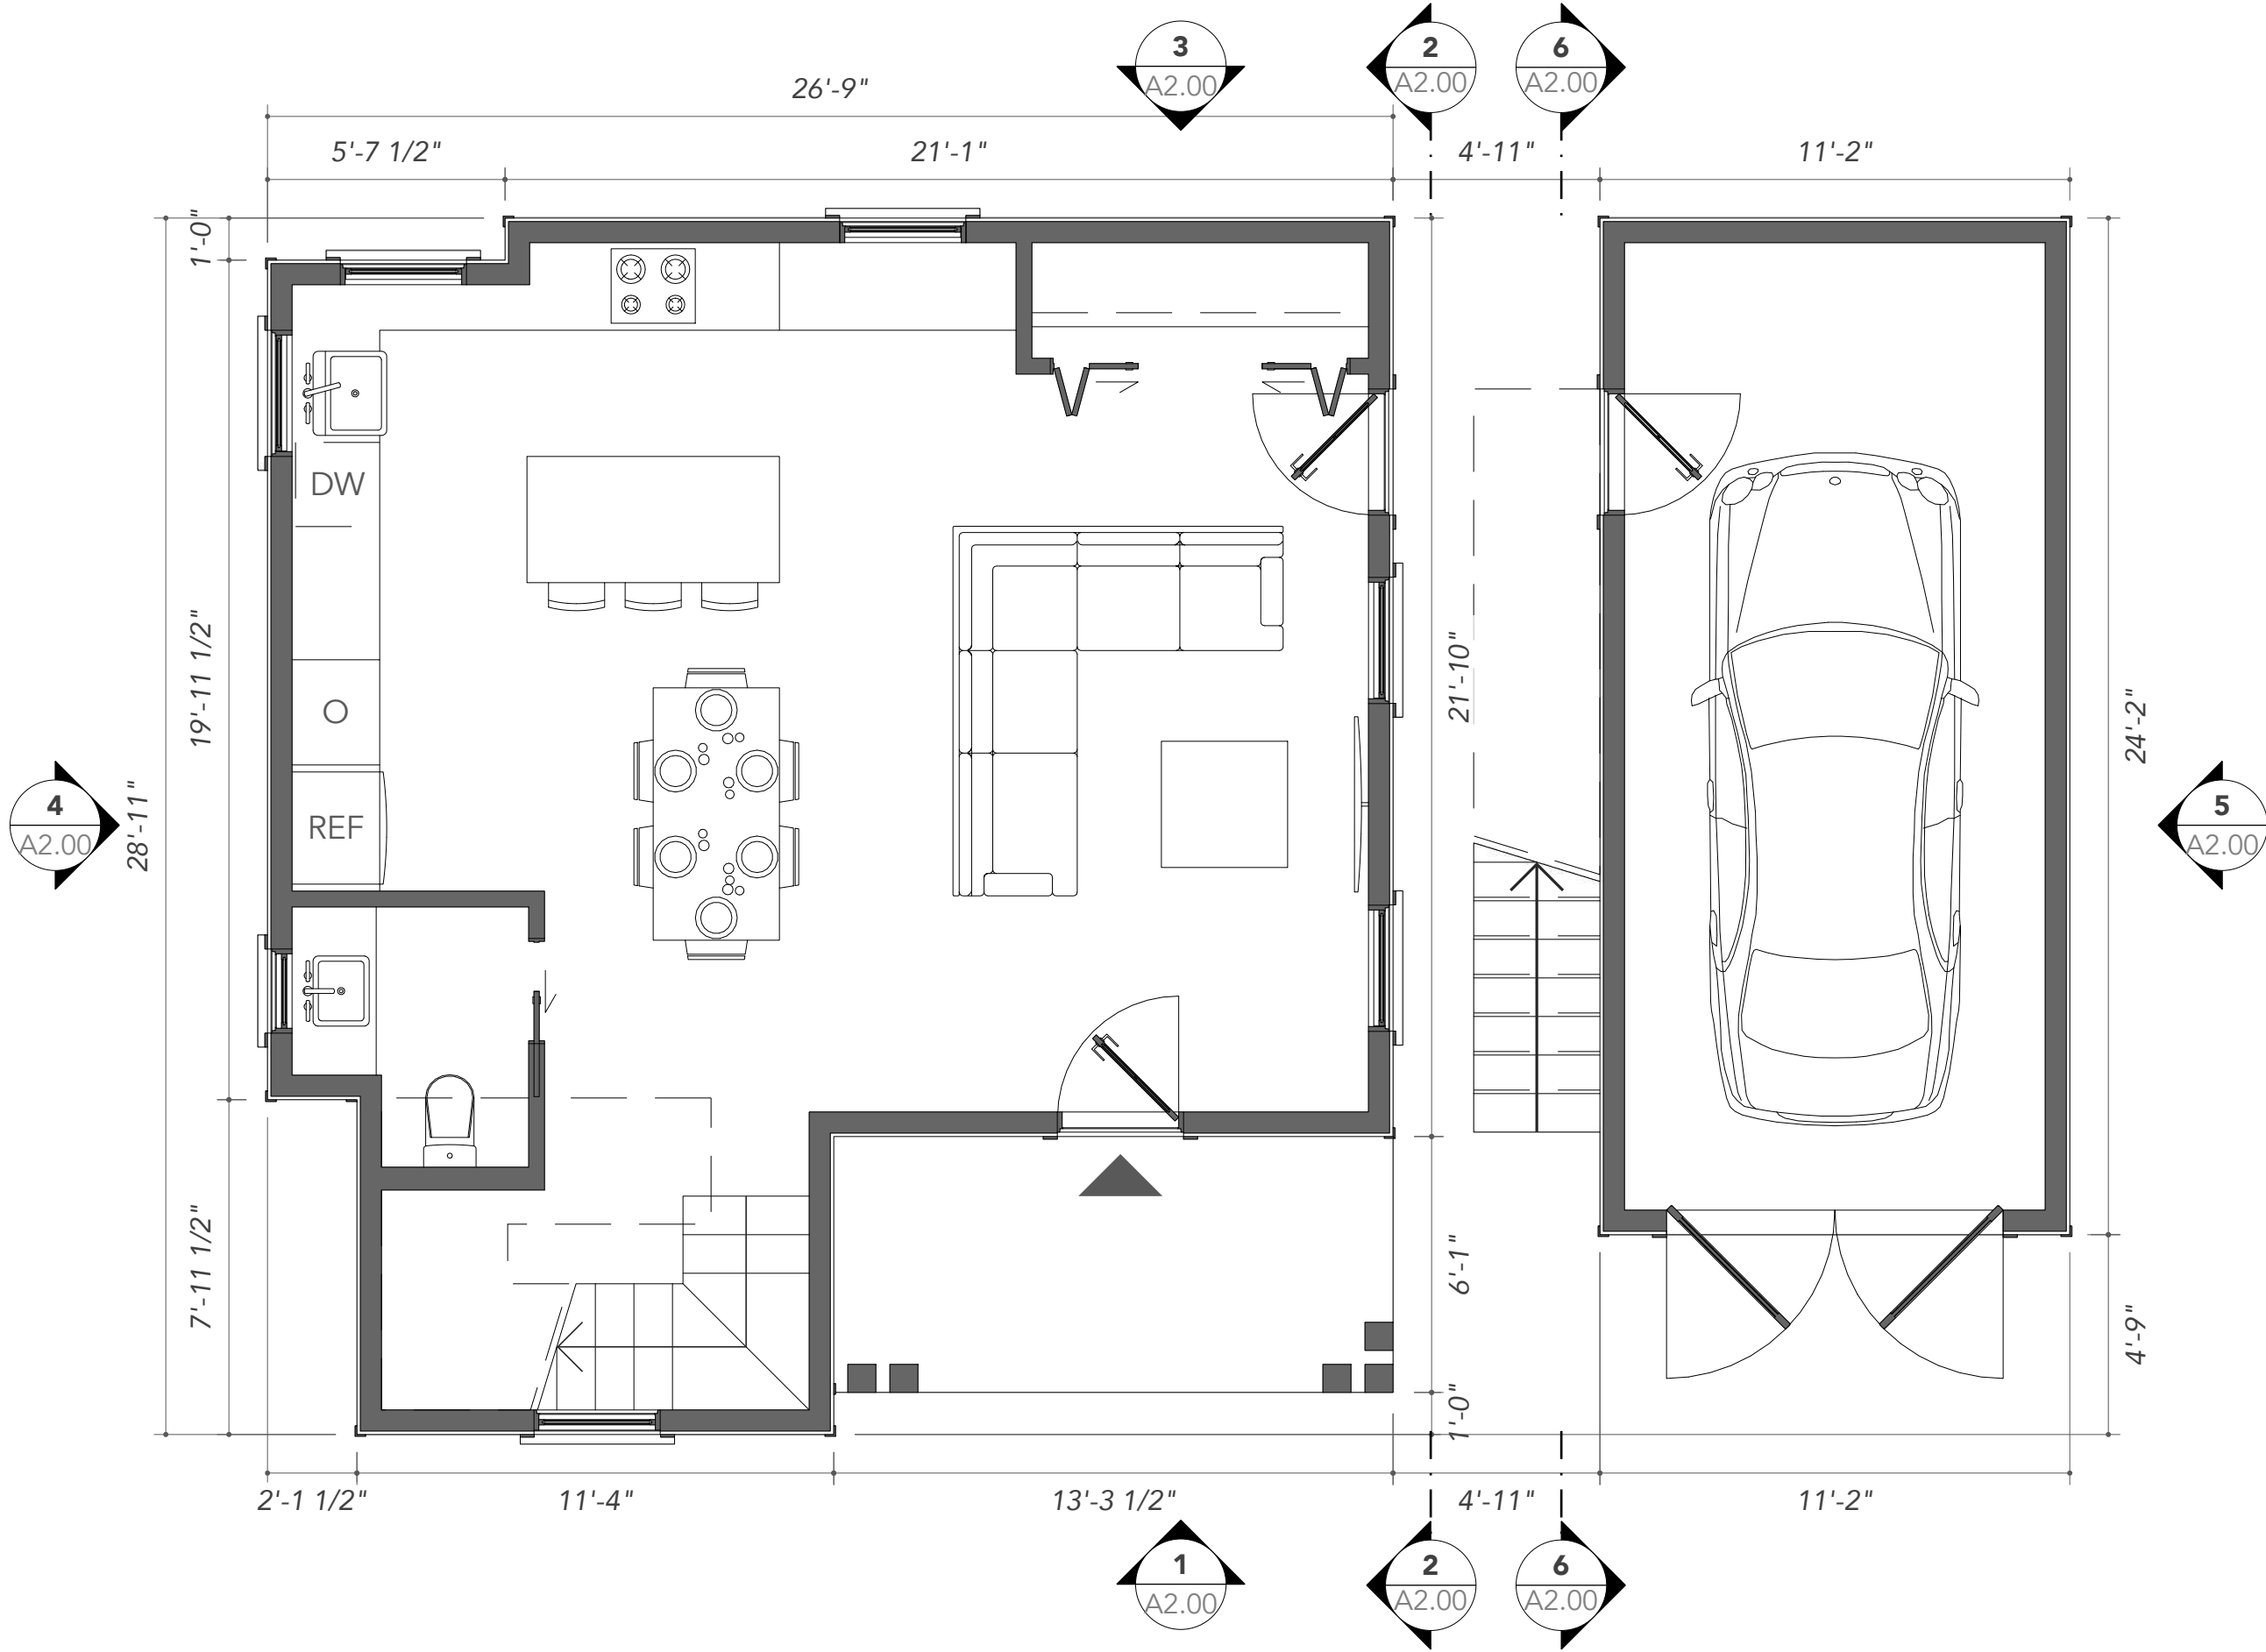 3
A2.00
2
A2.00
6
A2.00
26'-9"
5'-7 1/2"
21'-1"
4'-11"
11'-2"
1'-0"
19'-11 1/2"
28'-11"
7'-11 1/2"
DW
O
REF
21'-10"
6'-1"
1'-0"
24'-2"
4'-9"
4
A2.00
5
A2.00
2'-1 1/2"
11'-4"
13'-3 1/2"
4'-11"
11'-2"
1
A2.00
2
A2.00
6
A2.00